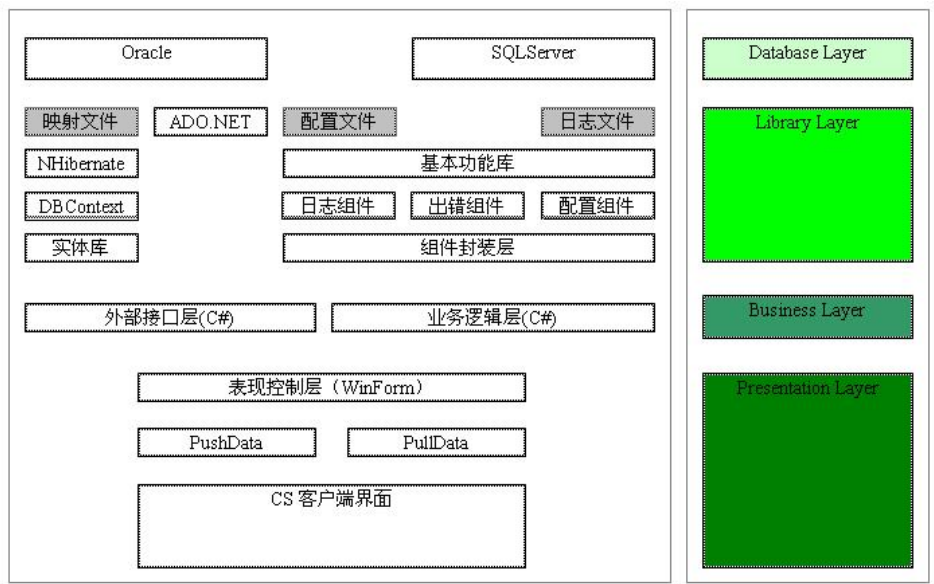 Oracle
SQLServer
Database Layer
映射文件
ADO.NET
配置文件
日志文件
Library Layer
NHibernate
基本功能库
DBContext
日志组件
出错组件
配置组件
实体库
组件封装层
外部接口层(C#)
业务逻辑层(C#)
Business Layer
表现控制层（WinForm）
Presentation Layer
PushData
PullData
CS 客户端界面